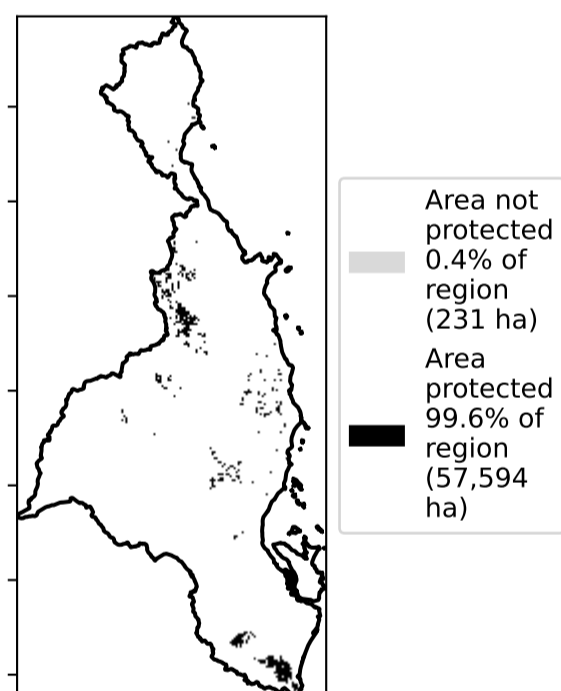 Area not
protected
0.4% of
region
(231 ha)
Area
protected
99.6% of
region
(57,594
ha)